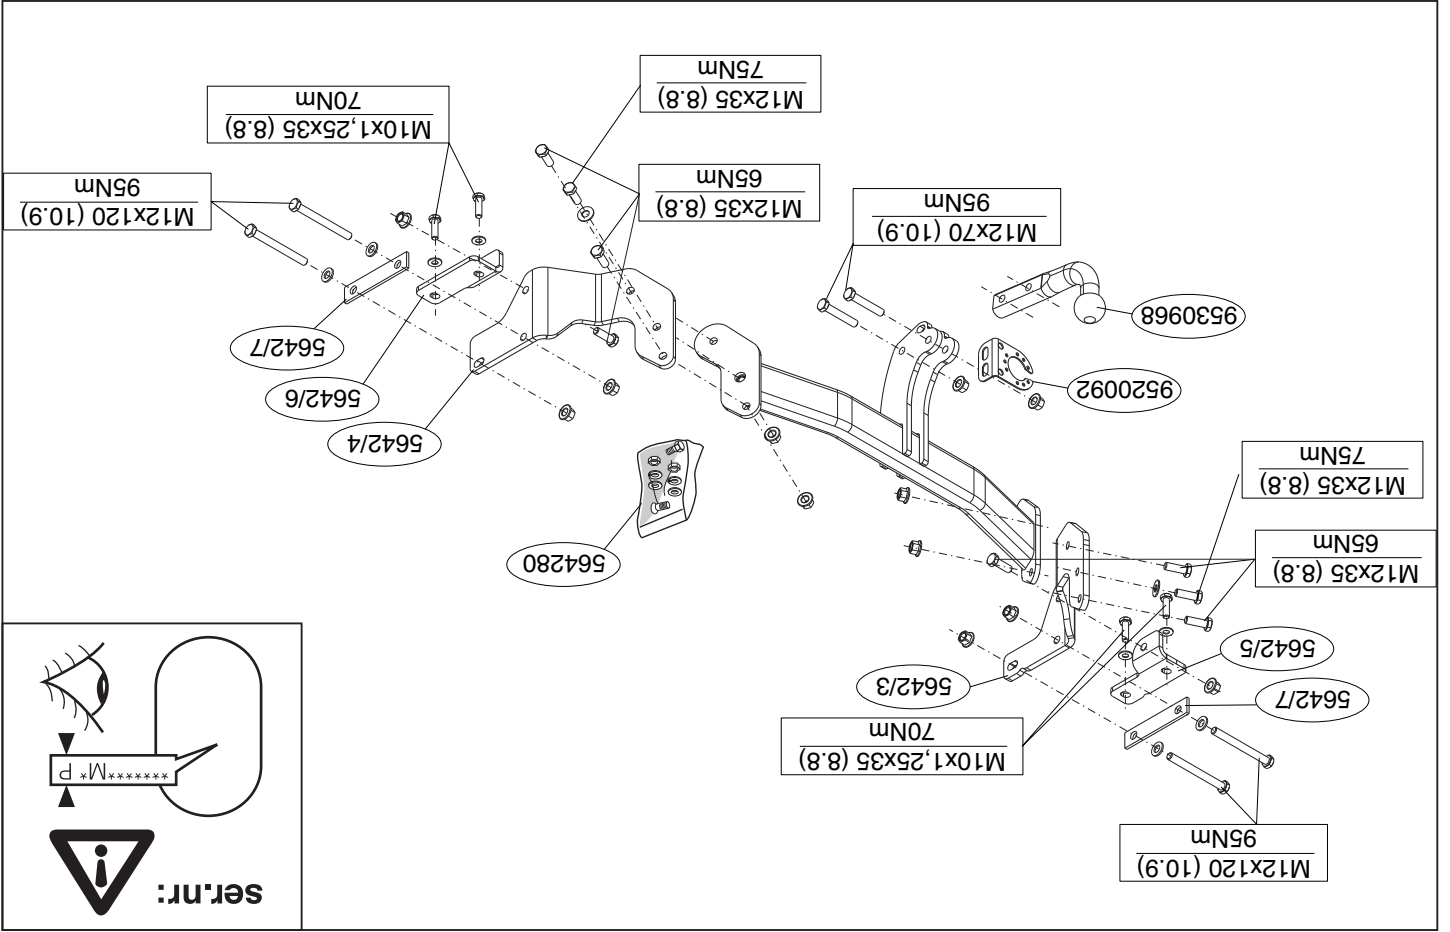 ser.nr:
*******M* P
M12x120 (10.9)
95Nm
M10x1,25x35 (8.8)
70Nm
5642/7
5642/3
5642/5
M12x35 (8.8)
65Nm
564280
M12x35 (8.8)
75Nm
5642/4
5642/6
9520092
5642/7
9530968
M12x70 (10.9)
95Nm
M12x35 (8.8)
65Nm
M12x120 (10.9)
95Nm
M10x1,25x35 (8.8)
70Nm
M12x35 (8.8)
75Nm